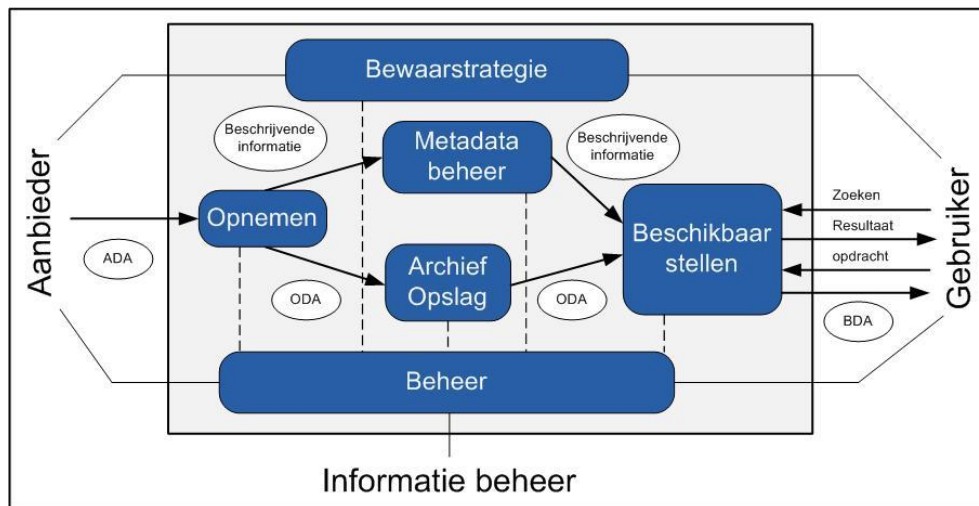 Bewaarstrategie
Beschrijvende
informatie
Metadata
beheer
Beschrijvende
informatie
Aanbieder
Opnemen
ADA
ODA
Archief
Opslag
ODA
Beschikbaar
stellen
Zoeken
Resultaat
opdracht
BDA
Gebruiker
Beheer
Informatie beheer